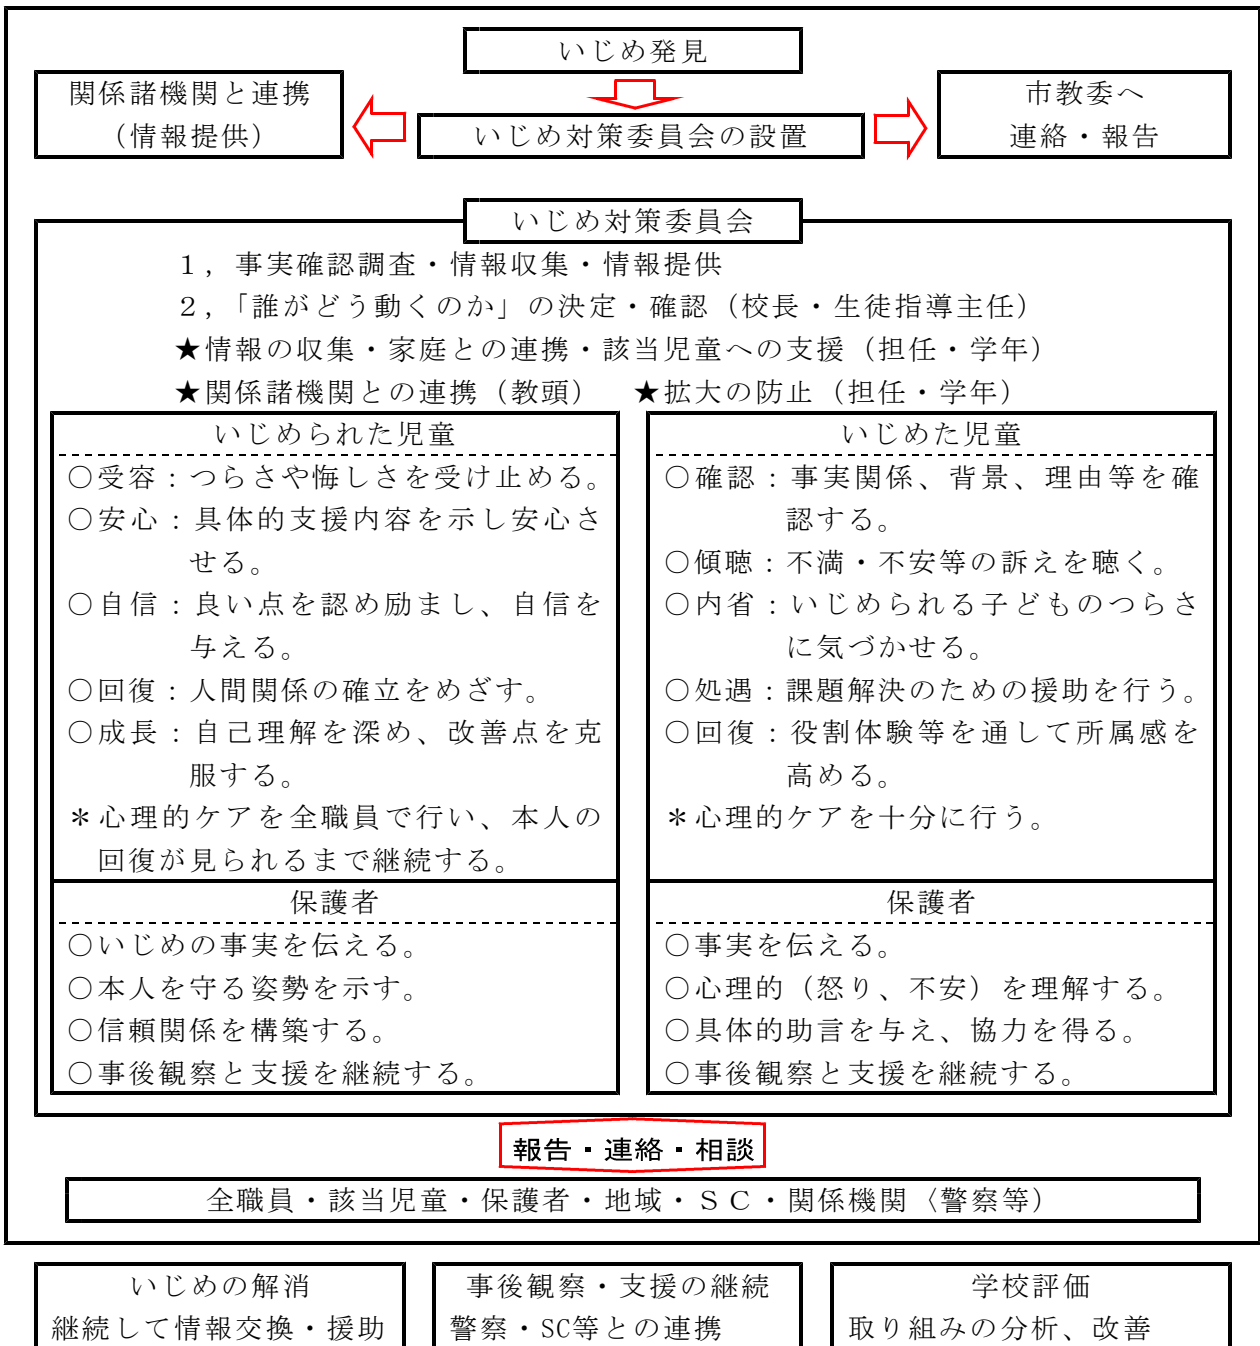 いじめ発見
関係諸機関と連携
（情報提供）
いじめ対策委員会の設置
市教委へ
連絡・報告
いじめ対策委員会
１，事実確認調査・情報収集・情報提供
２，「誰がどう動くのか」の決定・確認（校長・生徒指導主任）
★情報の収集・家庭との連携・該当児童への支援（担任・学年）
★関係諸機関との連携（教頭）　★拡大の防止（担任・学年）
いじめられた児童
○受容：つらさや悔しさを受け止める。
○安心：具体的支援内容を示し安心さ
せる。
○自信：良い点を認め励まし、自信を
与える。
○回復：人間関係の確立をめざす。
○成長：自己理解を深め、改善点を克
服する。
＊心理的ケアを全職員で行い、本人の
回復が見られるまで継続する。
保護者
○いじめの事実を伝える。
○本人を守る姿勢を示す。
○信頼関係を構築する。
○事後観察と支援を継続する。
いじめた児童
○確認：事実関係、背景、理由等を確
認する。
○傾聴：不満・不安等の訴えを聴く。
○内省：いじめられる子どものつらさ
に気づかせる。
○処遇：課題解決のための援助を行う。
○回復：役割体験等を通して所属感を
高める。
＊心理的ケアを十分に行う。
保護者
○事実を伝える。
○心理的（怒り、不安）を理解する。
○具体的助言を与え、協力を得る。
○事後観察と支援を継続する。
報告・連絡・相談
全職員・該当児童・保護者・地域・ＳＣ・関係機関〈警察等）
いじめの解消
継続して情報交換・援助
事後観察・支援の継続
警察・SC等との連携
学校評価
取り組みの分析、改善